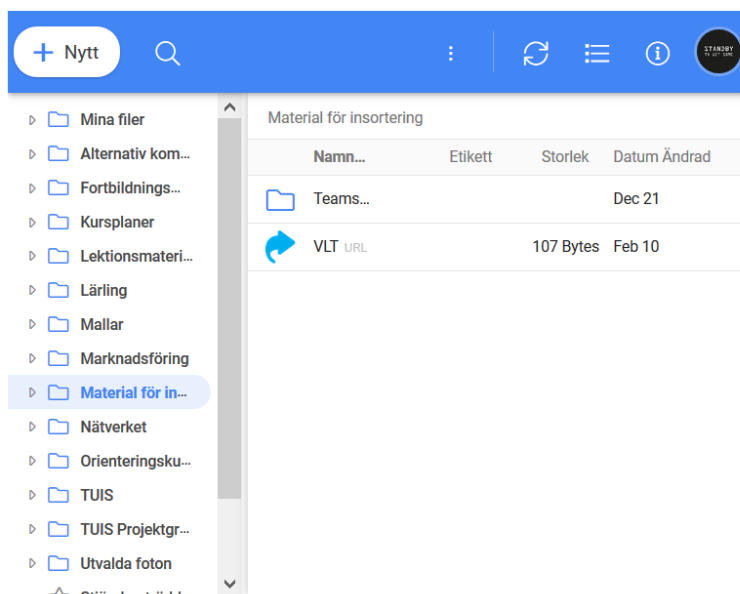 Nytt
STANDBY
Mina filer
Alternativ kom...
Fortbildnings...
Kursplaner
Lektionsmateri...
Lärling
Mallar
Marknadsföring
Material för in...
Nätverket
Orienteringsku...
TUIS
TUIS Projektgr...
Utvalda foton
Material för insortering
Namn... Etikett Storlek Datum Ändrad
Teams... Dec 21
VLT URL 107 Bytes Feb 10